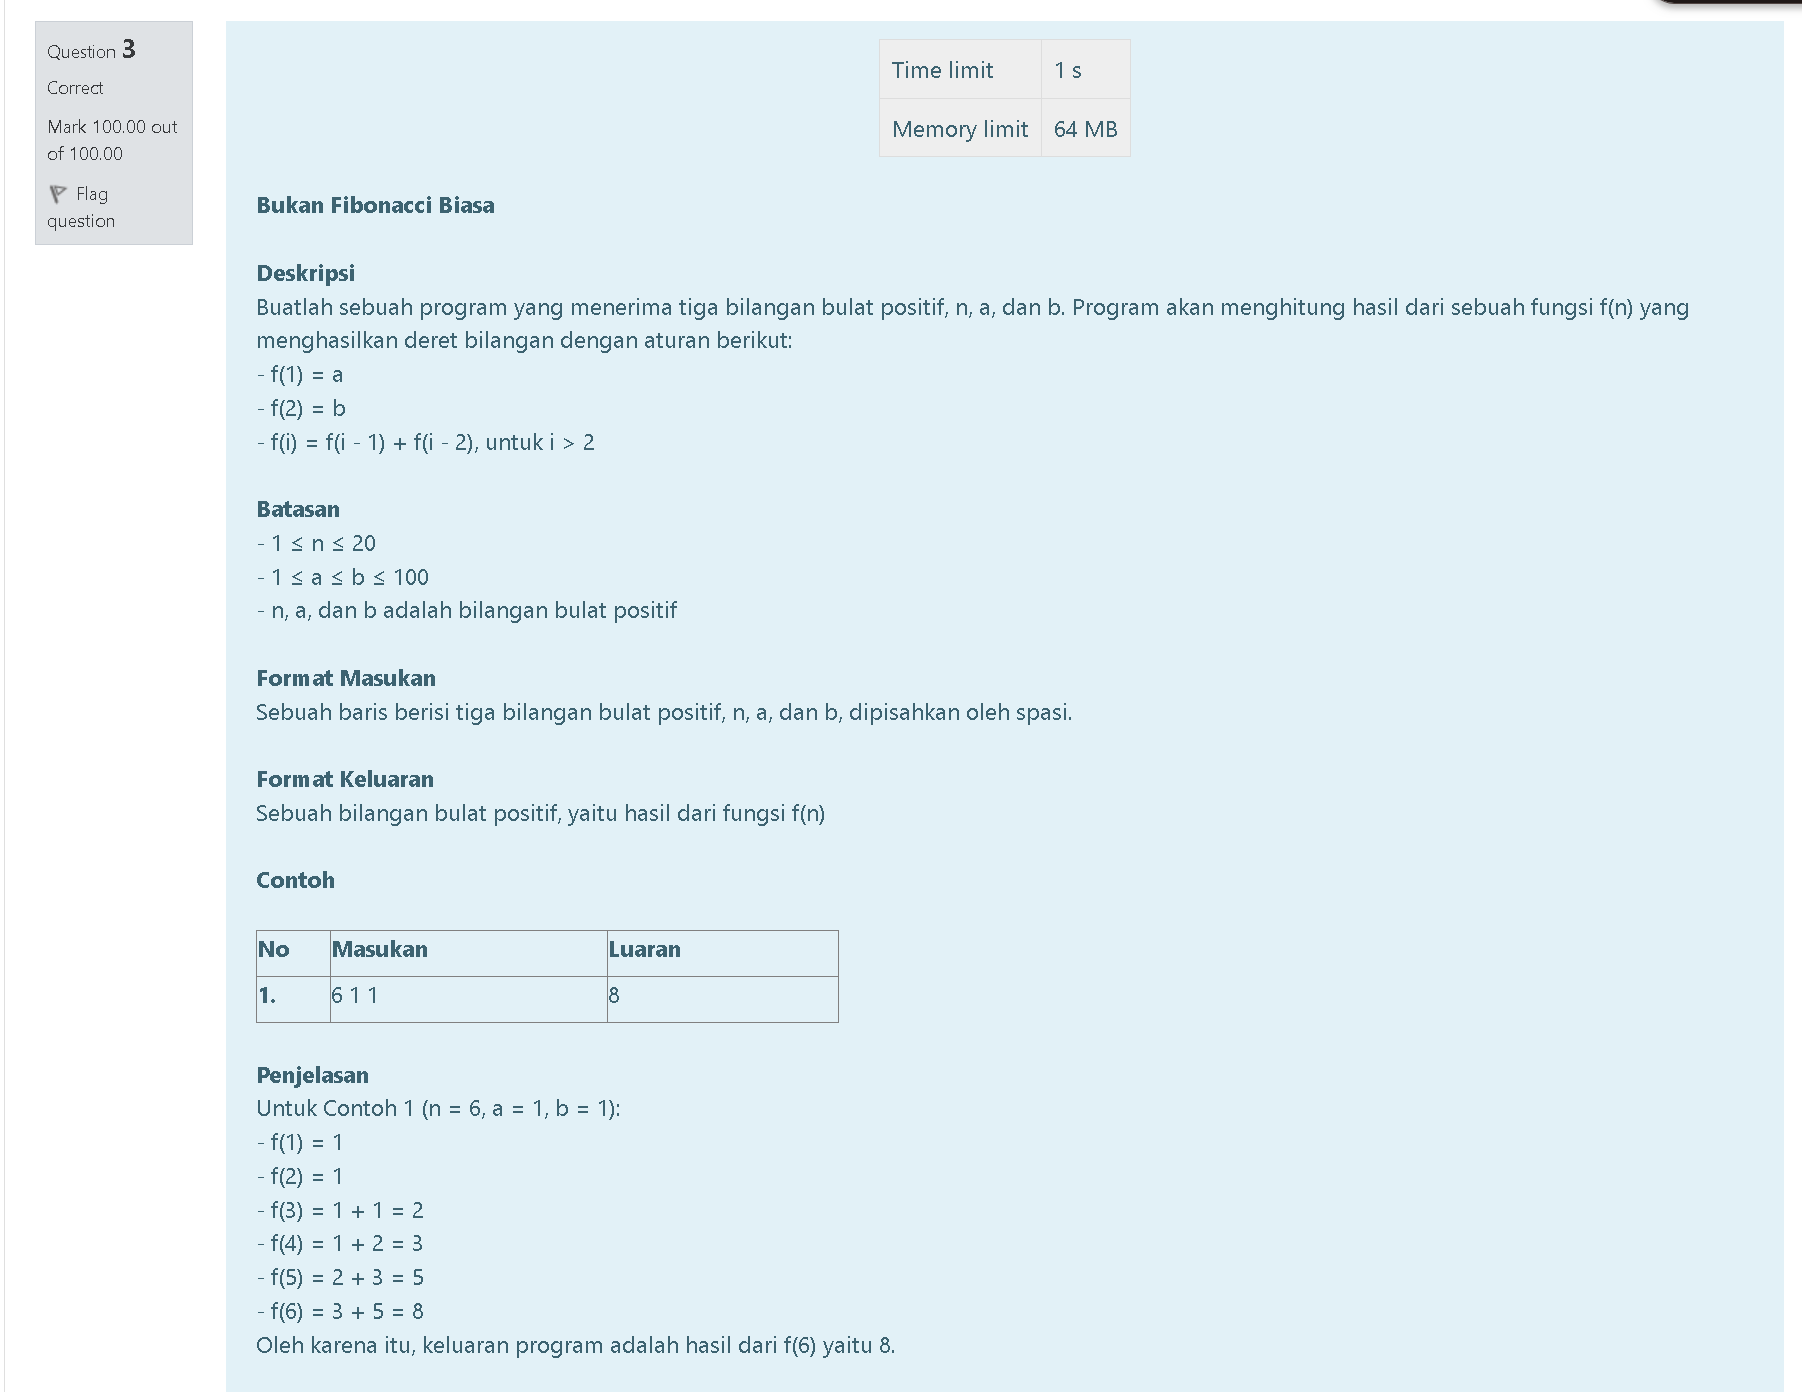 Question 3
Correct
Mark 100.00 out
of 100.00
Flag
question
Time limit 1 s
Memory limit 64 MB
Bukan Fibonacci Biasa
Deskripsi
Buatlah sebuah program yang menerima tiga bilangan bulat positif, n, a, dan b. Program akan menghitung hasil dari sebuah fungsi f(n) yang
menghasilkan deret bilangan dengan aturan berikut:
- f(1) = a
- f(2) = b
- f(i) = f(i - 1) + f(i - 2), untuk i > 2
Batasan
- 1 ≤ n ≤ 20
- 1 ≤ a ≤ b ≤ 100
- n, a, dan b adalah bilangan bulat positif
Format Masukan
Sebuah baris berisi tiga bilangan bulat positif, n, a, dan b, dipisahkan oleh spasi.
Format Keluaran
Sebuah bilangan bulat positif, yaitu hasil dari fungsi f(n)
Contoh
No Masukan Luaran
1. 6 1 1 8
Penjelasan
Untuk Contoh 1 (n = 6, a = 1, b = 1):
- f(1) = 1
- f(2) = 1
- f(3) = 1 + 1 = 2
- f(4) = 1 + 2 = 3
- f(5) = 2 + 3 = 5
- f(6) = 3 + 5 = 8
Oleh karena itu, keluaran program adalah hasil dari f(6) yaitu 8.